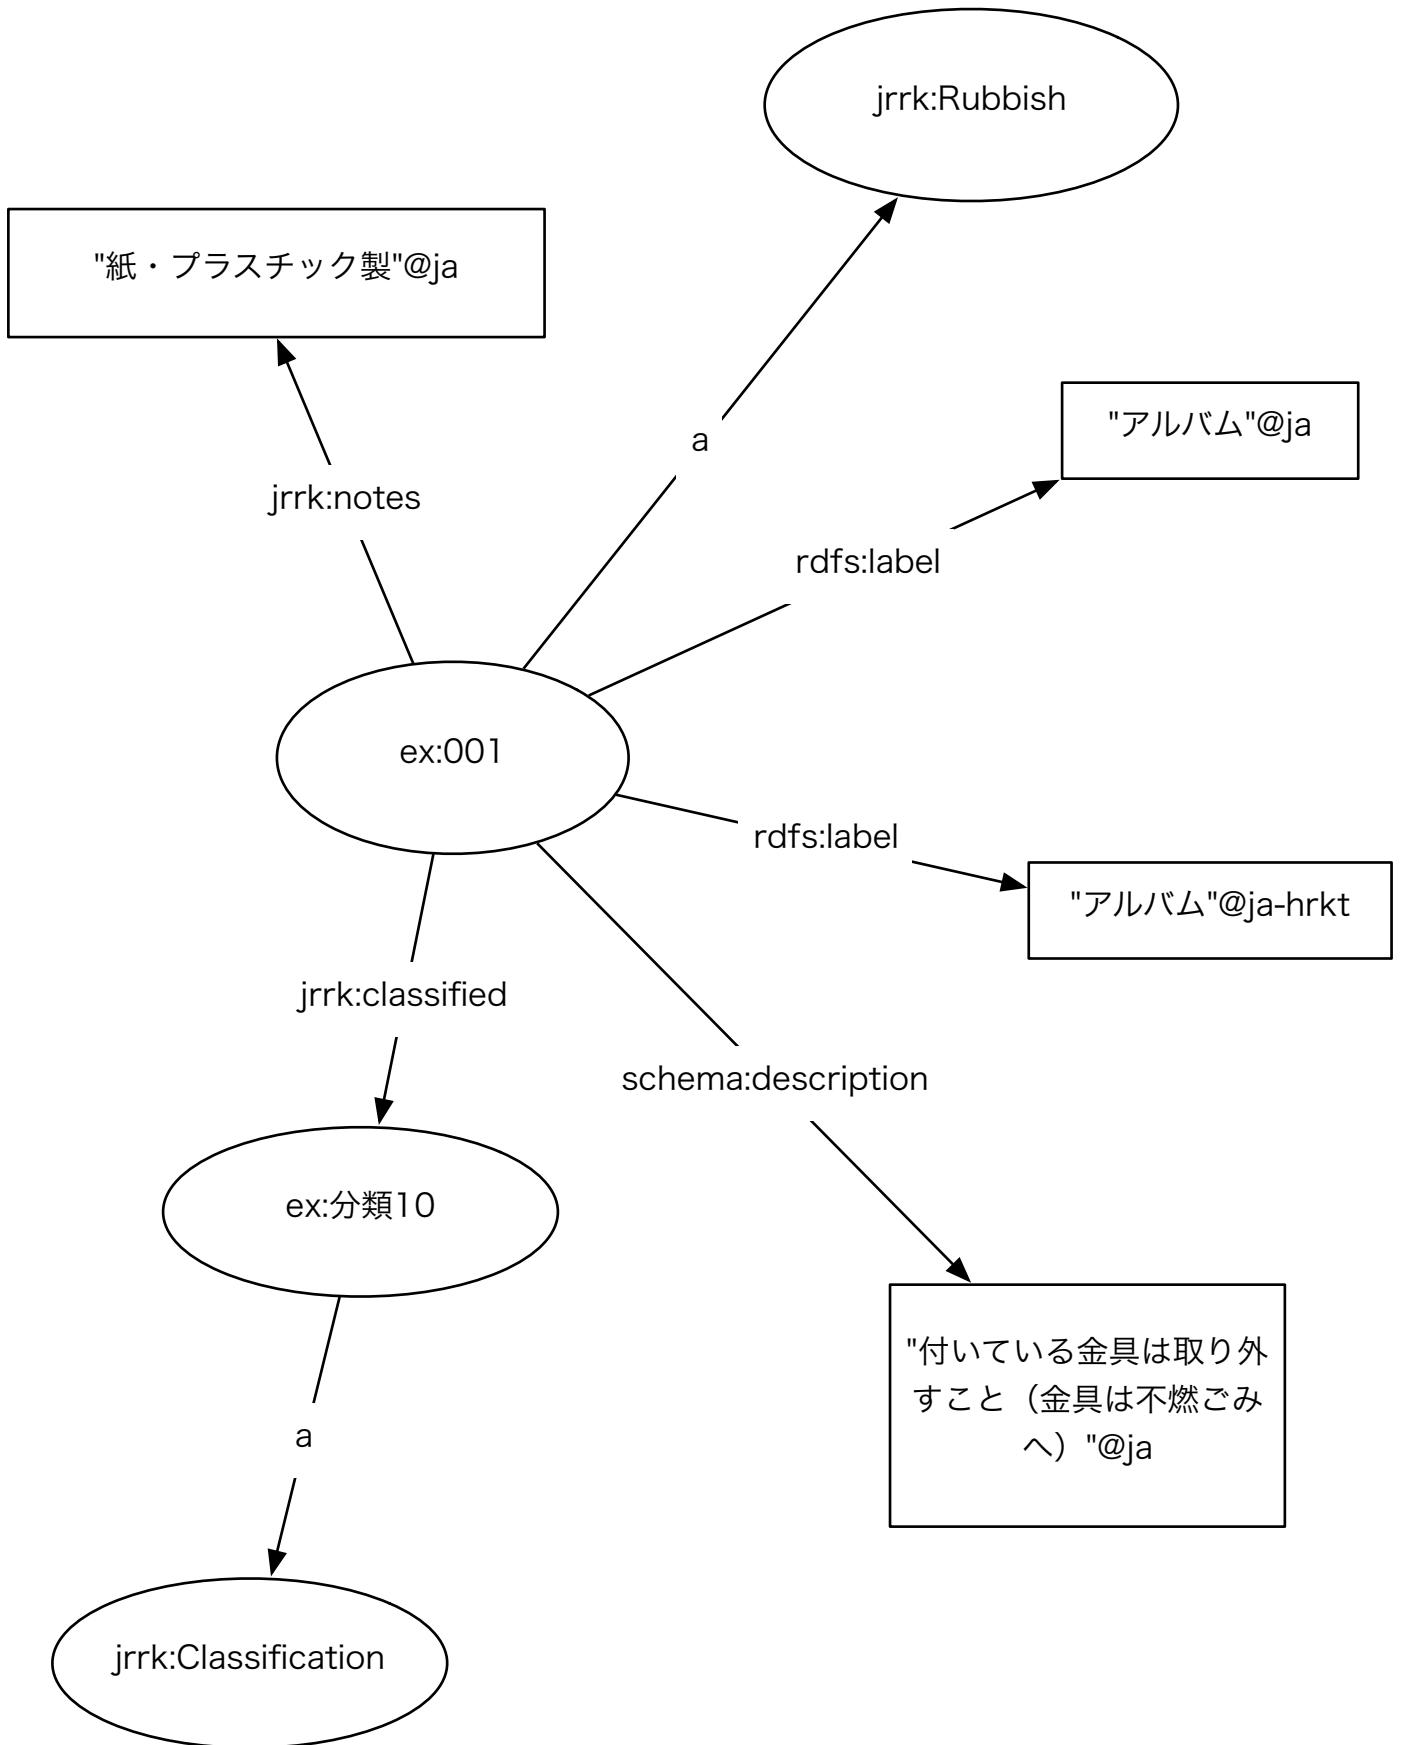 jrrk:Rubbish
"紙・プラスチック製"@ja
"アルバム"@ja
a
jrrk:notes
rdfs:label
ex:001
rdfs:label
"アルバム"@ja-hrkt
jrrk:classified
schema:description
ex:分類10
"付いている金具は取り外
すこと（金具は不燃ごみ
へ）"@ja
a
jrrk:Classification